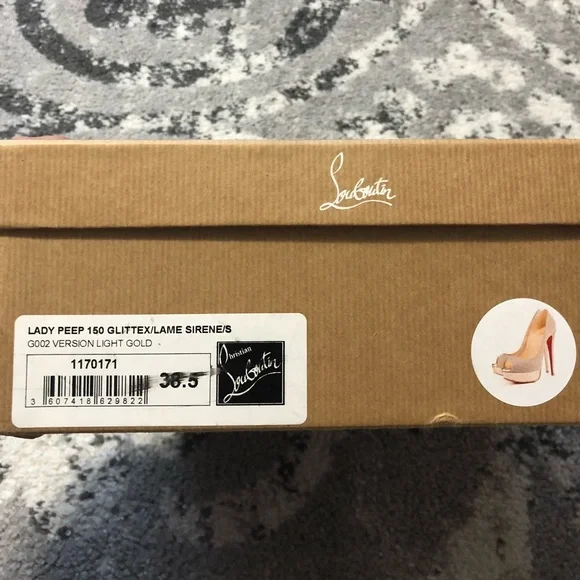 Louboutin
LADY PEEP 150 GLITTEX/LAME SIRENE/S
G002 VERSION LIGHT GOLD
1170171
38.5
3 607418 629822
Christian
Louboutin